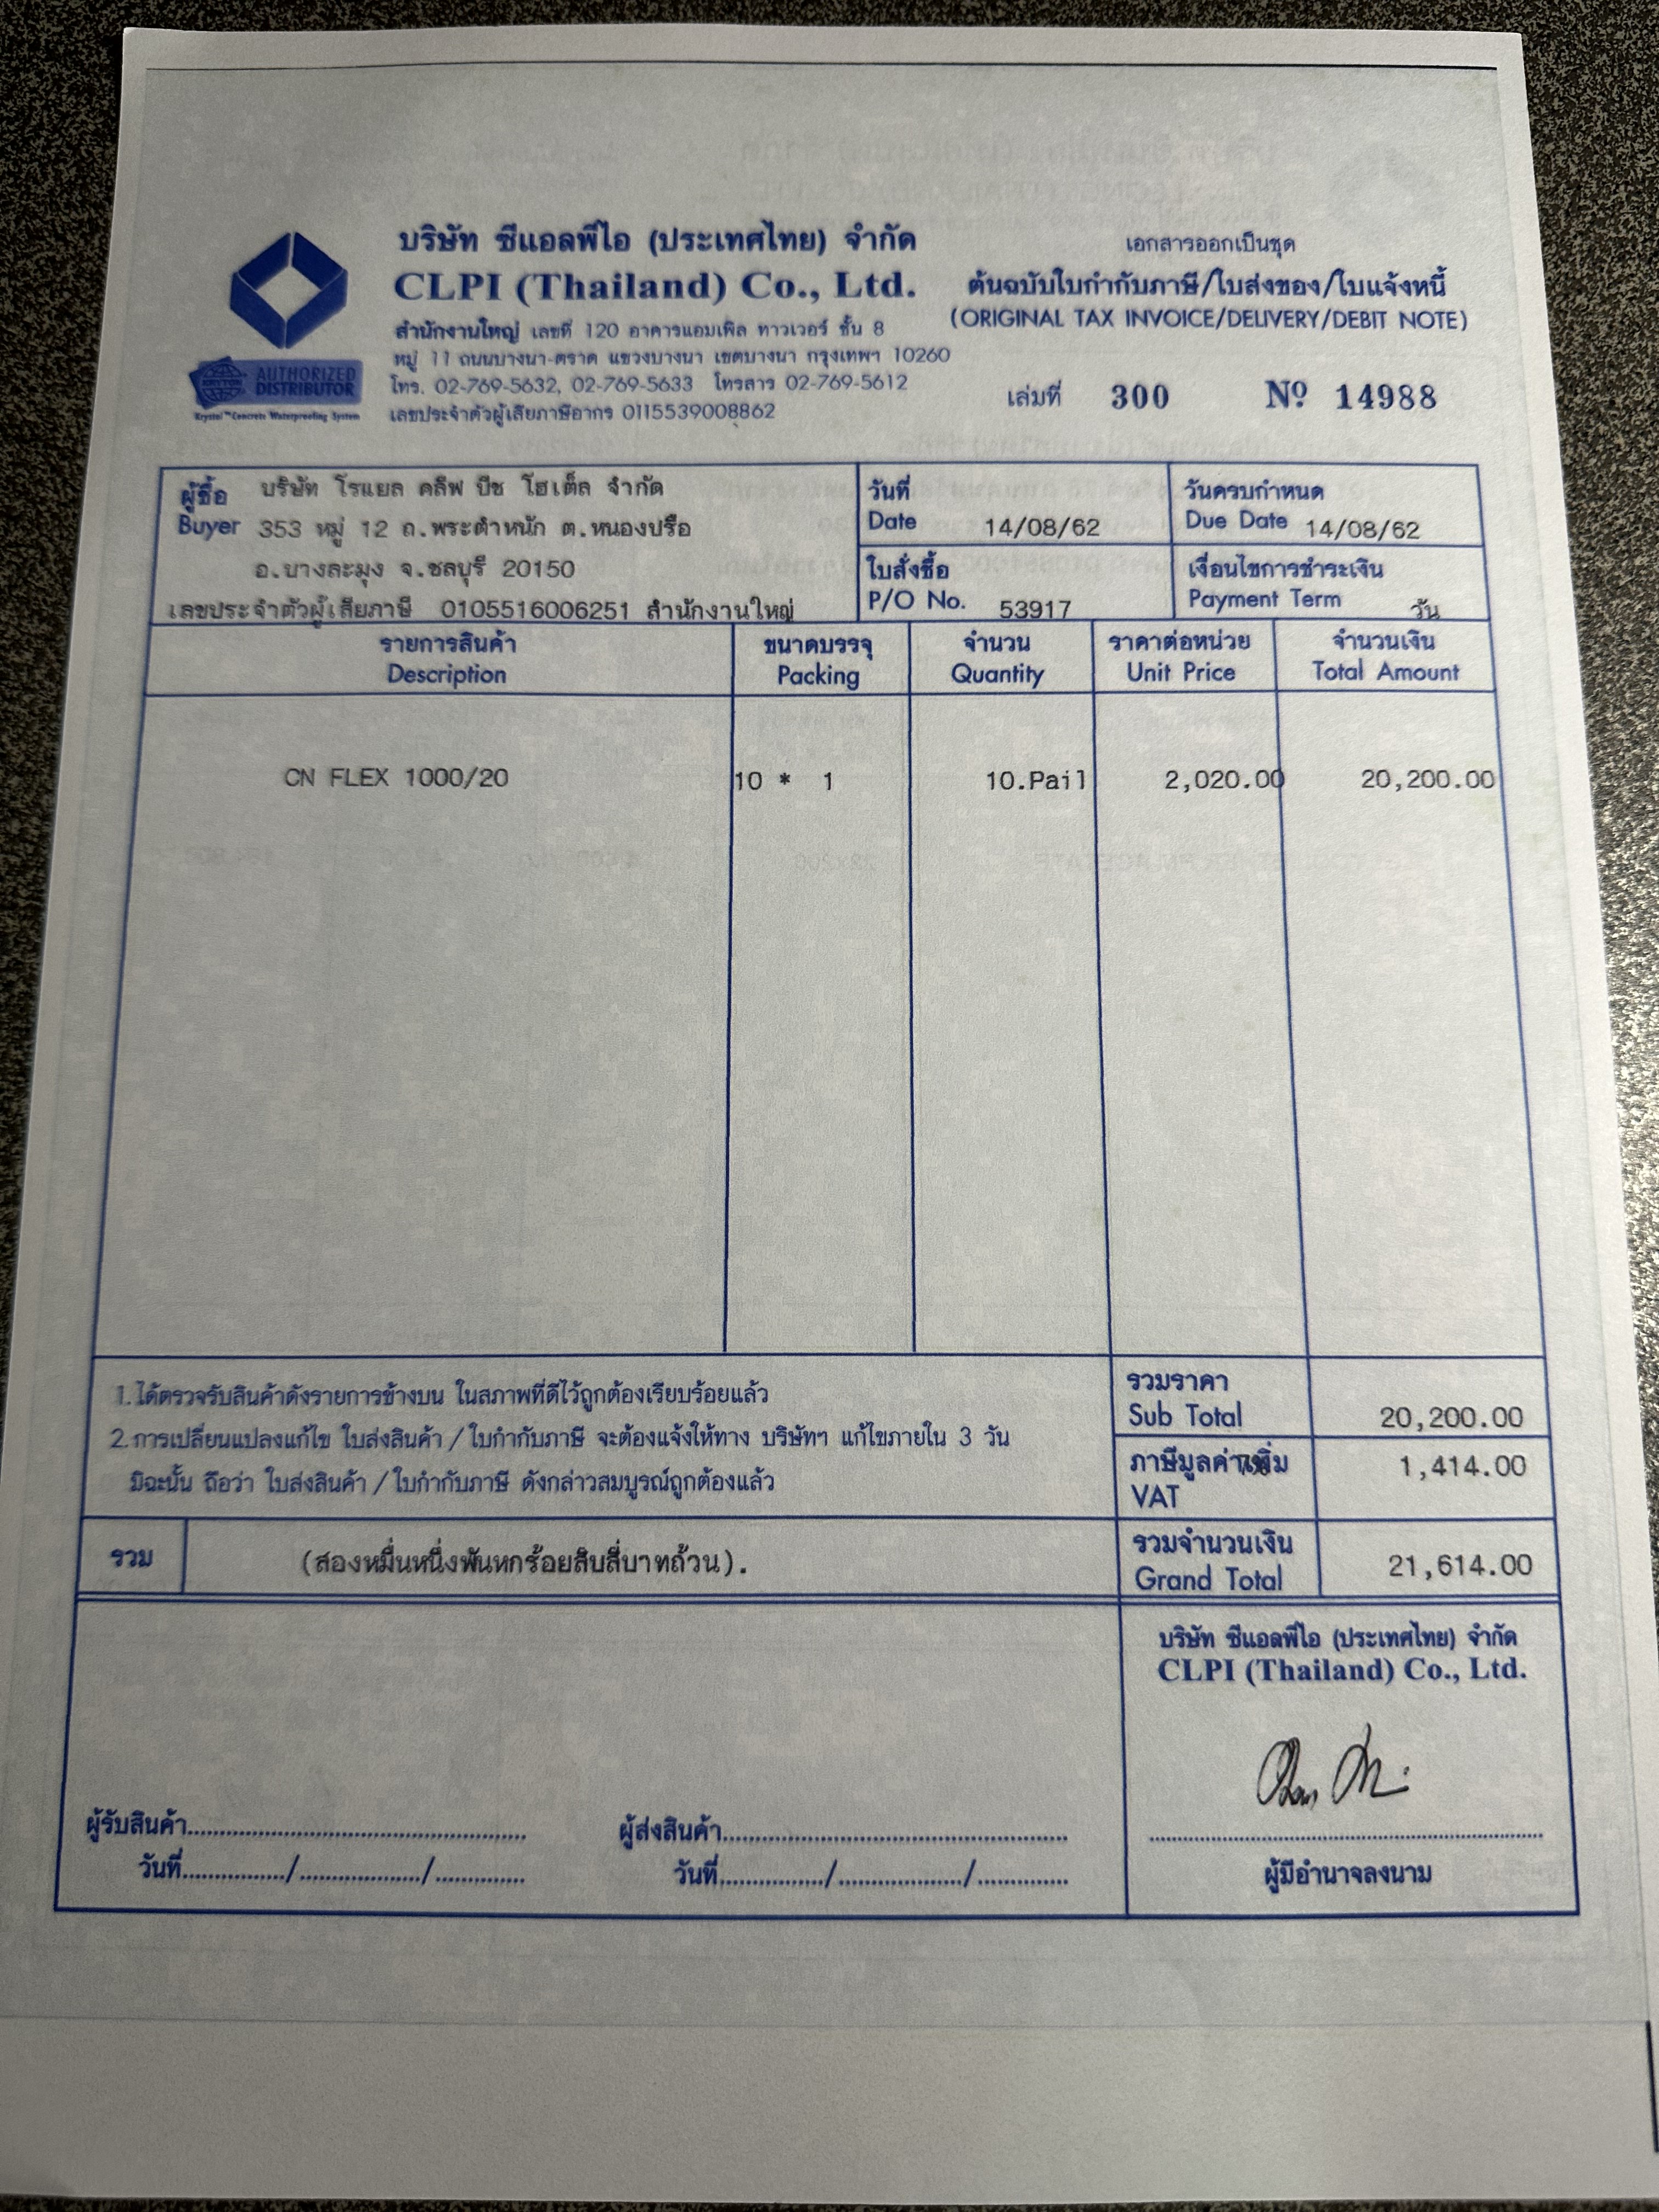 บริษัท ซีแอลพีไอ (ประเทศไทย) จำกัด
CLPI (Thailand) Co., Ltd.
สำนักงานใหญ่ เลขที่ 120 อาคารแอมเพิล ทาวเวอร์ ชั้น 8
หมู่ 11 ถนนบางนา-ตราด แขวงบางนา เขตบางนา กรุงเทพฯ 10260
โทร. 02-769-5632, 02-769-5633 โทรสาร 02-769-5612
เลขประจำตัวผู้เสียภาษีอากร 0115539008862
AUTHORIZED
DISTRIBUTOR
Krystol™Concrete Waterproofing System
เอกสารออกเป็นชุด
ต้นฉบับใบกำกับภาษี/ใบส่งของ/ใบแจ้งหนี้
(ORIGINAL TAX INVOICE/DELIVERY/DEBIT NOTE)
เล่มที่ 300 Nº 14988
ผู้ซื้อ บริษัท โรแยล คลิฟ บีช โฮเต็ล จำกัด
Buyer 353 หมู่ 12 ถ.พระตำหนัก ต.หนองปรือ
อ.บางละมุง จ.ชลบุรี 20150
เลขประจำตัวผู้เสียภาษี 0105516006251 สำนักงานใหญ่
วันที่
Date 14/08/62
วันครบกำหนด
Due Date 14/08/62
ใบสั่งซื้อ
P/O No. 53917
เงื่อนไขการชำระเงิน
Payment Term วัน
รายการสินค้า ขนาดบรรจุ จำนวน ราคาต่อหน่วย จำนวนเงิน
Description Packing Quantity Unit Price Total Amount
CN FLEX 1000/20 10 * 1 10.Pail 2,020.00 20,200.00
1.ได้ตรวจรับสินค้าดังรายการข้างบน ในสภาพที่ดีไว้ถูกต้องเรียบร้อยแล้ว
2.การเปลี่ยนแปลงแก้ไข ใบส่งสินค้า / ใบกำกับภาษี จะต้องแจ้งให้ทาง บริษัทฯ แก้ไขภายใน 3 วัน
มิฉะนั้น ถือว่า ใบส่งสินค้า / ใบกำกับภาษี ดังกล่าวสมบูรณ์ถูกต้องแล้ว
รวมราคา
Sub Total 20,200.00
ภาษีมูลค่าเพิ่ม 1,414.00
VAT
รวม (สองหมื่นหนึ่งพันหกร้อยสิบสี่บาทถ้วน).
รวมจำนวนเงิน
Grand Total 21,614.00
บริษัท ซีแอลพีไอ (ประเทศไทย) จำกัด
CLPI (Thailand) Co., Ltd.
ผู้รับสินค้า........................ ผู้ส่งสินค้า........................
วันที่............/............/............ วันที่............/............/............
ผู้มีอำนาจลงนาม